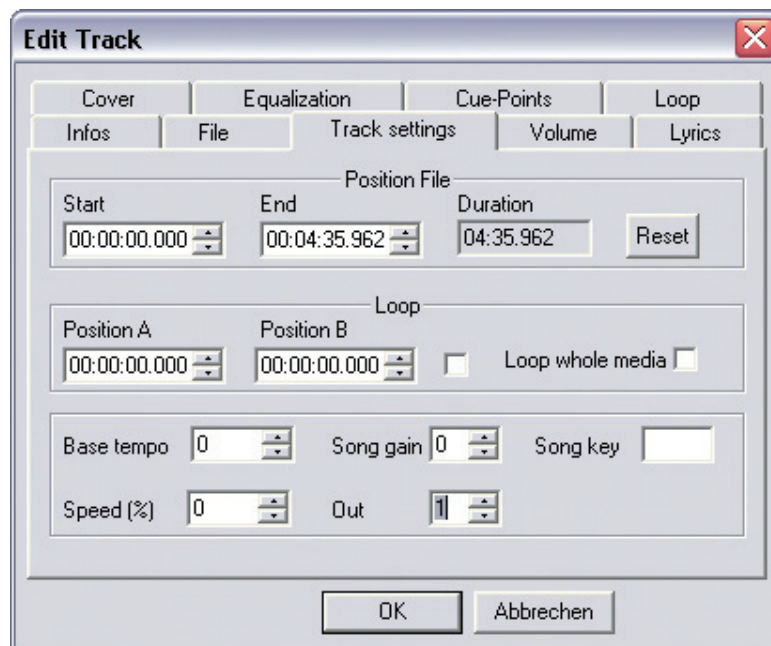 Edit Track
Cover Equalization Cue-Points Loop
Infos File Track settings Volume Lyrics
Position File
Start End Duration
00:00:00.000 00:04:35.962 04:35.962 Reset
Loop
Position A Position B
00:00:00.000 00:00:00.000 Loop whole media
Base tempo 0 Song gain 0 Song key
Speed (%) 0 Out 1
OK Abbrechen